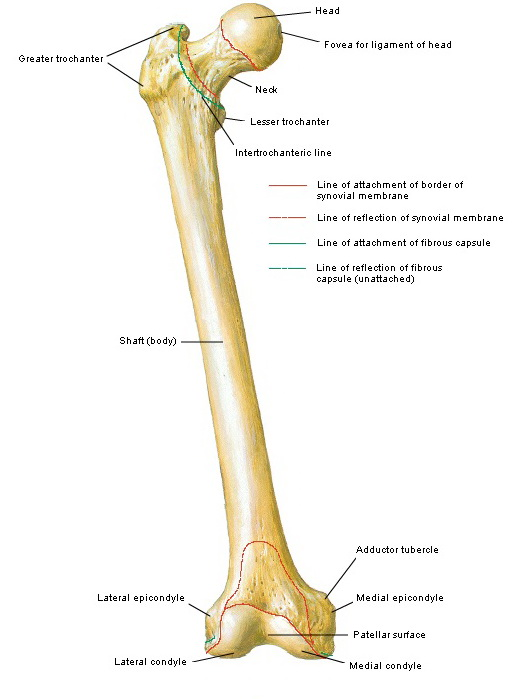 Head
Fovea for ligament of head
Greater trochanter
Neck
Lesser trochanter
Intertrochanteric line
Line of attachment of border of
synovial membrane
Line of reflection of synovial membrane
Line of attachment of fibrous capsule
Line of reflection of fibrous
capsule (unattached)
Shaft (body)
Adductor tubercle
Lateral epicondyle
Medial epicondyle
Patellar surface
Lateral condyle
Medial condyle